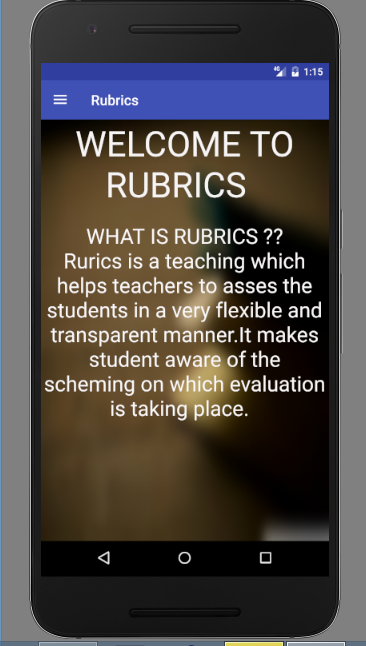 4G 1:15
Rubrics
WELCOME TO
RUBRICS
WHAT IS RUBRICS ??
Rurics is a teaching which
helps teachers to asses the
students in a very flexible and
transparent manner.It makes
student aware of the
scheming on which evaluation
is taking place.